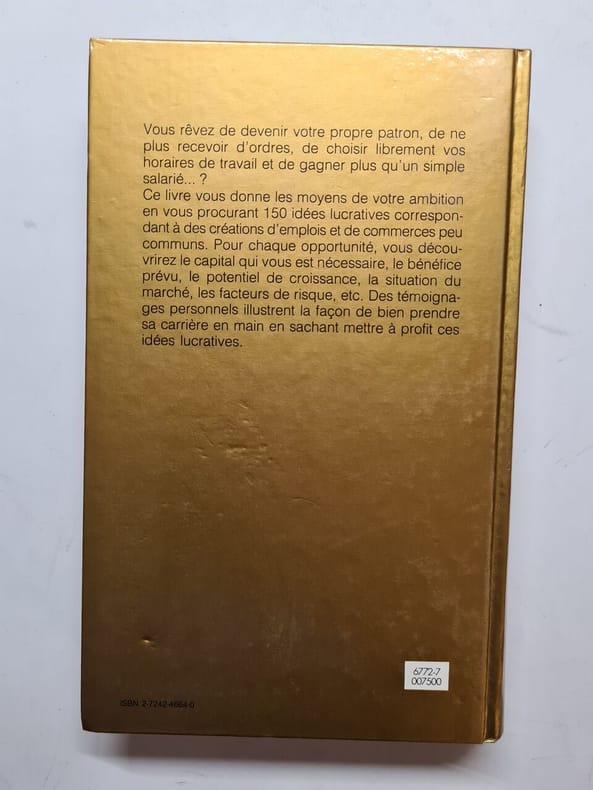 Vous rêvez de devenir votre propre patron, de ne
plus recevoir d'ordres, de choisir librement vos
horaires de travail et de gagner plus qu'un simple
salarié... ?
Ce livre vous donne les moyens de votre ambition
en vous procurant 150 idées lucratives correspon-
dant à des créations d'emplois et de commerces peu
communs. Pour chaque opportunité, vous décou-
vrirez le capital qui vous est nécessaire, le bénéfice
prévu, le potentiel de croissance, la situation du
marché, les facteurs de risque, etc. Des témoigna-
ges personnels illustrent la façon de bien prendre
sa carrière en main en sachant mettre à profit ces
idées lucratives.
6772-7
007500
ISBN 2-7242-4664-0